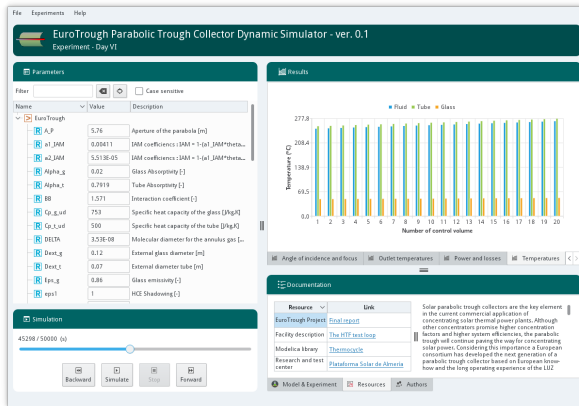 File Experiments Help
EuroTrough Parabolic Trough Collector Dynamic Simulator - ver. 0.1
Experiment - Day VI
Parameters
Filter
Case sensitive
Name Value Description
EuroTrough
R A_P 5.76 Aperture of the parabola [m]
R a1_IAM 0.00411 IAM coefficiencs : IAM = 1-(a1_IAM*theta...
R a2_IAM 5.513E-05 IAM coefficiencs : IAM = 1-(a1_IAM*theta...
R Alpha_g 0.02 Glass Absorptivity [-]
R Alpha_t 0.7919 Tube Absorptivity [-]
R BB 1.571 Interaction coefficient [-]
R Cp_g_ud 753 Specific heat capacity of the glass [J/kg.K]
R Cp_t_ud 500 Specific heat capacity of the tube [J/kg.K]
R DELTA 3.53E-08 Molecular diameter for the annulus gas [...
R Dext_g 0.12 External glass diameter [m]
R Dext_t 0.07 External diameter tube [m]
R Eps_g 0.86 Glass emissivity [-]
R eps1 1 HCE Shadowing [-]
Simulation
45298 / 50000 (s)
Backward Simulate Stop Forward
Results
Fluid Tube Glass
Temperature (°C)
277.8
208.4
138.9
69.5
0.0
1 2 3 4 5 6 7 8 9 10 11 12 13 14 15 16 17 18 19 20
Number of control volume
Angle of incidence and focus Outlet temperatures Power and losses Temperatures
Documentation
Resource Link
EuroTrough Project Final report
Facility description The HTF test loop
Modelica library Thermocycle
Research and test
center Plataforma Solar de Almería
Solar parabolic trough collectors are the key element
in the current commercial application of
concentrating solar thermal power plants. Although
other concentrators promise higher concentration
factors and higher system efficiencies, the parabolic
trough will continue paving the way for concentrating
solar power. Considering this importance a European
consortium has developed the next generation of a
parabolic trough collector based on European know-
how and the long operating experience of the LUZ
Model & Experiment Resources Authors